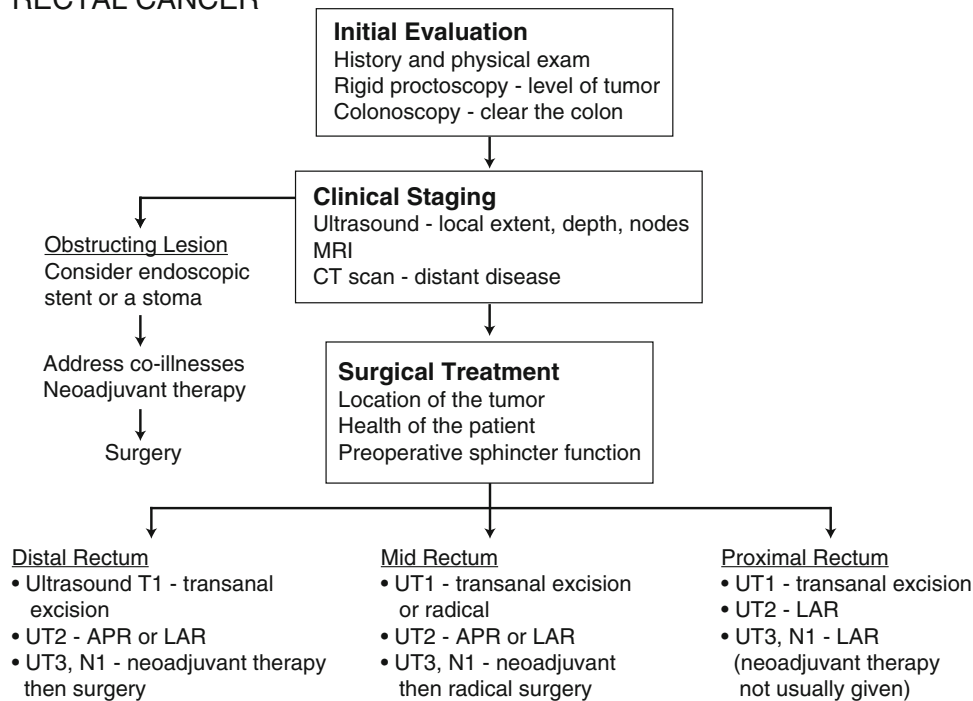 RECTAL CANCER
Initial Evaluation
History and physical exam
Rigid proctoscopy - level of tumor
Colonoscopy - clear the colon
Clinical Staging
Ultrasound - local extent, depth, nodes
MRI
CT scan - distant disease
Obstructing Lesion
Consider endoscopic
stent or a stoma
Address co-illnesses
Neoadjuvant therapy
Surgery
Surgical Treatment
Location of the tumor
Health of the patient
Preoperative sphincter function
Distal Rectum
• Ultrasound T1 - transanal
excision
• UT2 - APR or LAR
• UT3, N1 - neoadjuvant therapy
then surgery
Mid Rectum
• UT1 - transanal excision
or radical
• UT2 - APR or LAR
• UT3, N1 - neoadjuvant
then radical surgery
Proximal Rectum
• UT1 - transanal excision
• UT2 - LAR
• UT3, N1 - LAR
(neoadjuvant therapy
not usually given)